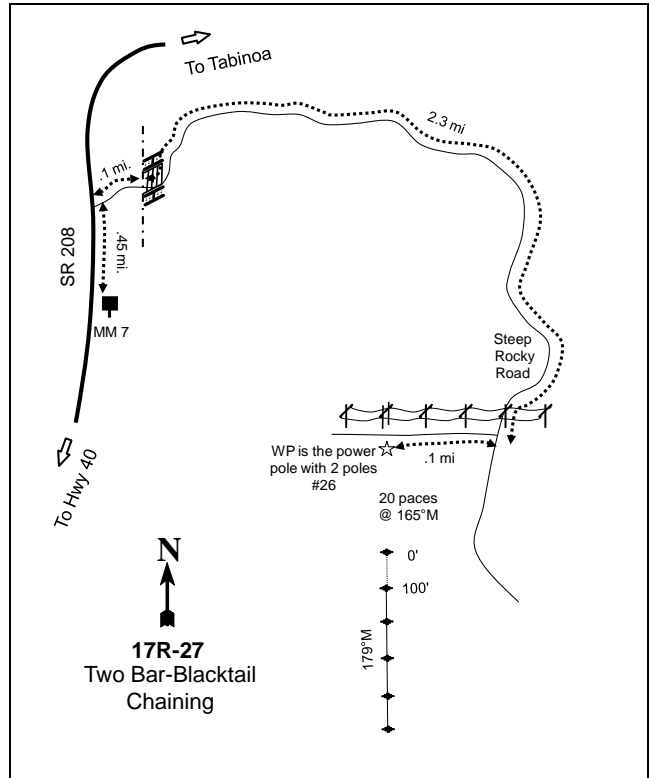 To Tabinoa
2.3 mi
.1 mi.
SR 208
.45 mi.
MM 7
Steep
Rocky
Road
WP is the power
pole with 2 poles
#26
.1 mi
To Hwy 40
20 paces
@ 165°M
0'
100'
179°M
N
17R-27
Two Bar-Blacktail
Chaining